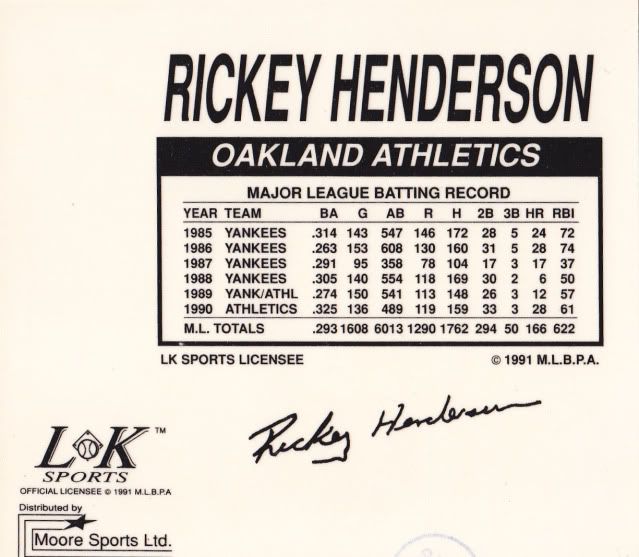 RICKEY HENDERSON
OAKLAND ATHLETICS
MAJOR LEAGUE BATTING RECORD
YEAR TEAM BA G AB R H 2B 3B HR RBI
1985 YANKEES .314 143 547 146 172 28 5 24 72
1986 YANKEES .263 153 608 130 160 31 5 28 74
1987 YANKEES .291 95 358 78 104 17 3 17 37
1988 YANKEES .305 140 554 118 169 30 2 6 50
1989 YANK/ATHL .274 150 541 113 148 26 3 12 57
1990 ATHLETICS .325 136 489 119 159 33 3 28 61
M.L. TOTALS .293 1608 6013 1290 1762 294 50 166 622
LK SPORTS LICENSEE © 1991 M.L.B.P.A.
Rickey Henderson
L K ™
SPORTS
OFFICIAL LICENSEE © 1991 M.L.B.P.A
Distributed by
Moore Sports Ltd.